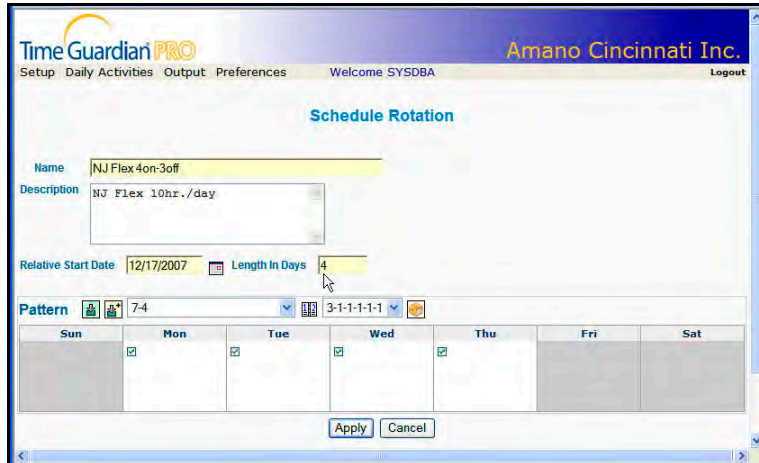 Time Guardian PRO
Amano Cincinnati Inc.
Setup Daily Activities Output Preferences Welcome SYSDBA Logout
Schedule Rotation
Name NJ Flex 4on-3off
Description NJ Flex 10hr./day
Relative Start Date 12/17/2007 Length In Days 4
Pattern 7-4 3-1-1-1-1-1
Sun Mon Tue Wed Thu Fri Sat
Apply Cancel